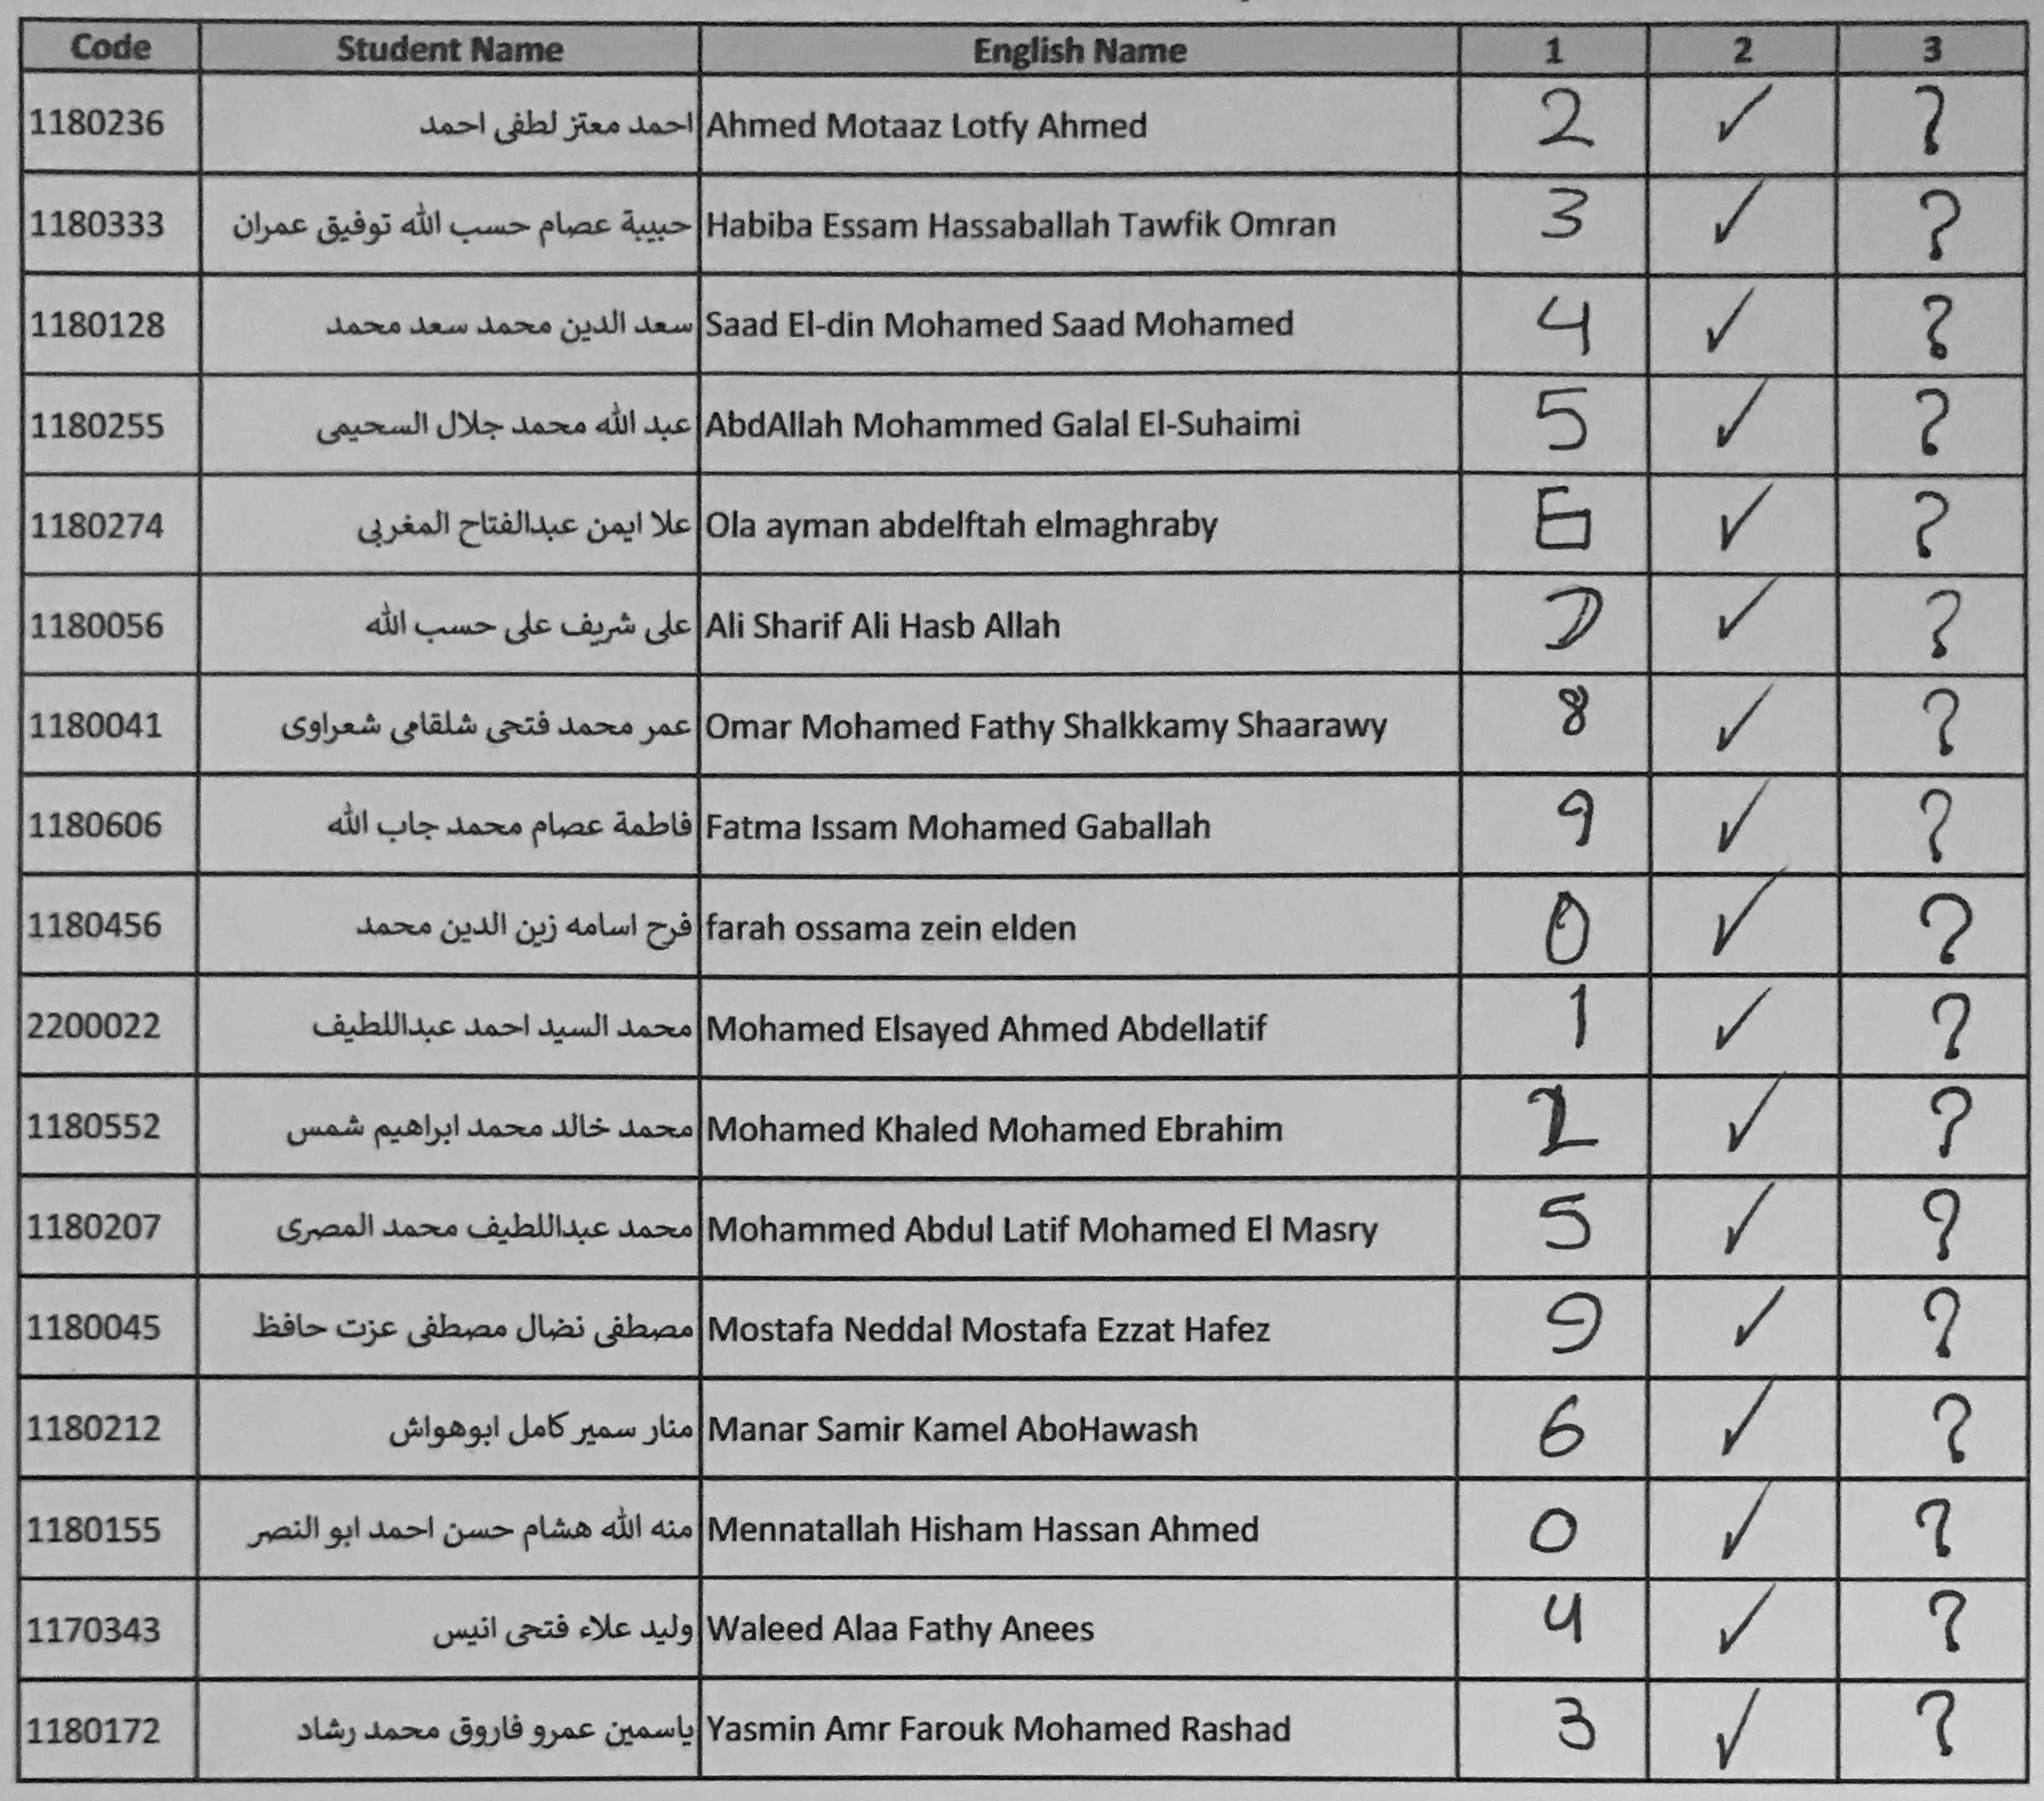 Code Student Name English Name 1 2 3
1180236 احمد معتز لطفى احمد Ahmed Motaaz Lotfy Ahmed 2 ✓ ?
1180333 حبيبة عصام حسب الله توفيق عمران Habiba Essam Hassaballah Tawfik Omran 3 ✓ ?
1180128 سعد الدين محمد سعد محمد Saad El-din Mohamed Saad Mohamed 4 ✓ ?
1180255 عبد الله محمد جلال السحيمى AbdAllah Mohammed Galal El-Suhaimi 5 ✓ ?
1180274 علا ايمن عبدالفتاح المغربى Ola ayman abdelftah elmaghraby 6 ✓ ?
1180056 على شريف على حسب الله Ali Sharif Ali Hasb Allah 7 ✓ ?
1180041 عمر محمد فتحى شلقامى شعراوى Omar Mohamed Fathy Shalkkamy Shaarawy 8 ✓ ?
1180606 فاطمة عصام محمد جاب الله Fatma Issam Mohamed Gaballah 9 ✓ ?
1180456 فرح اسامه زين الدين محمد farah ossama zein elden 0 ✓ ?
2200022 محمد السيد احمد عبداللطيف Mohamed Elsayed Ahmed Abdellatif 1 ✓ ?
1180552 محمد خالد محمد ابراهيم شمس Mohamed Khaled Mohamed Ebrahim 2 ✓ ?
1180207 محمد عبداللطيف محمد المصرى Mohammed Abdul Latif Mohamed El Masry 5 ✓ ?
1180045 مصطفى نضال مصطفى عزت حافظ Mostafa Neddal Mostafa Ezzat Hafez 9 ✓ ?
1180212 منار سمير كامل ابوهواش Manar Samir Kamel AboHawash 6 ✓ ?
1180155 منه الله هشام حسن احمد ابو النصر Mennatallah Hisham Hassan Ahmed 0 ✓ ?
1170343 وليد علاء فتحى انيس Waleed Alaa Fathy Anees 4 ✓ ?
1180172 ياسمين عمرو فاروق محمد رشاد Yasmin Amr Farouk Mohamed Rashad 3 ✓ ?